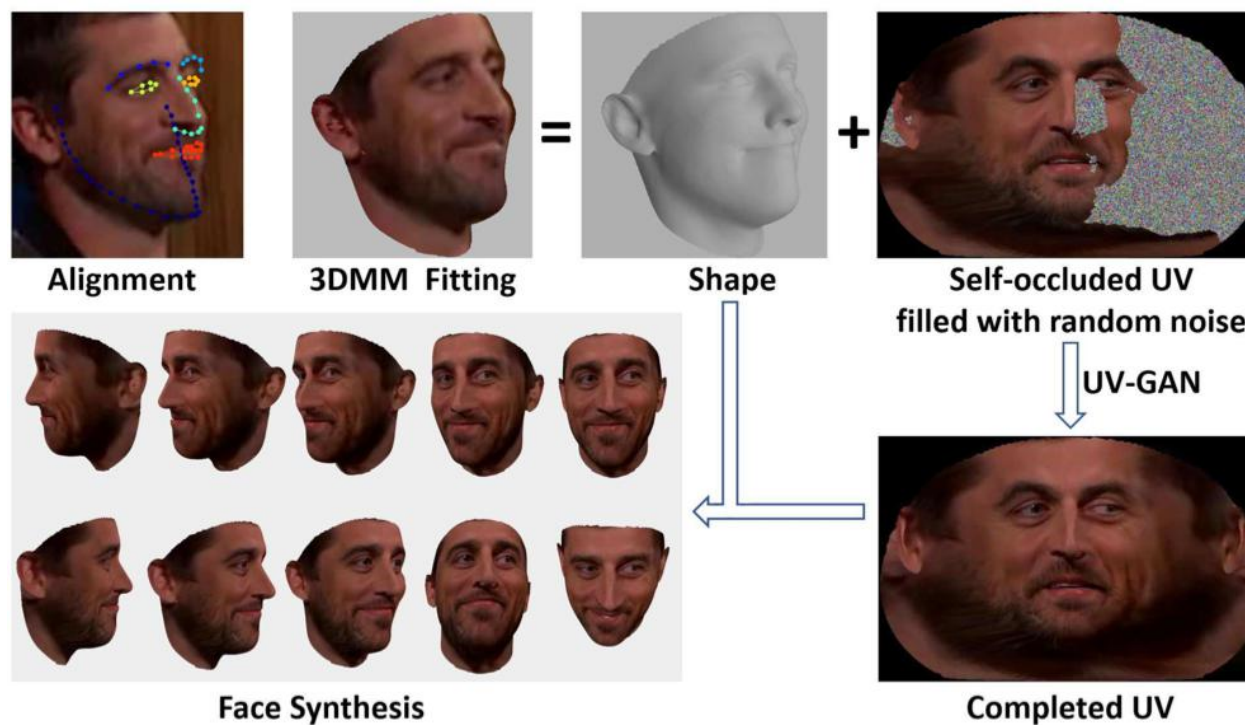 =
+
Alignment
3DMM Fitting
Shape
Self-occluded UV
filled with random noise
UV-GAN
Face Synthesis
Completed UV